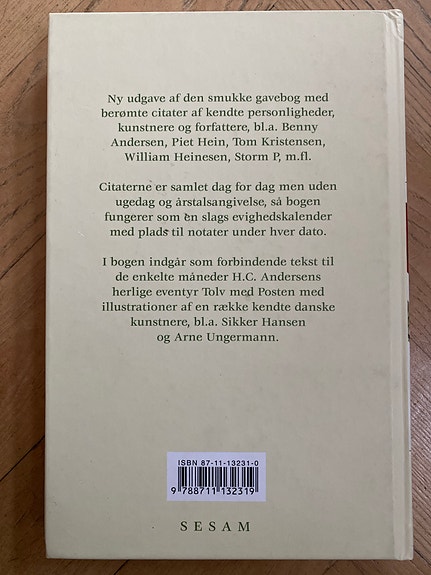 Ny udgave af den smukke gavebog med
berømte citater af kendte personligheder,
kunstnere og forfattere, bl.a. Benny
Andersen, Piet Hein, Tom Kristensen,
William Heinesen, Storm P, m.fl.
Citaterne er samlet dag for dag men uden
ugedag og årstalsangivelse, så bogen
fungerer som en slags evighedskalender
med plads til notater under hver dato.
I bogen indgår som forbindende tekst til
de enkelte måneder H.C. Andersens
herlige eventyr Tolv med Posten med
illustrationer af en række kendte danske
kunstnere, bl.a. Sikker Hansen
og Arne Ungermann.
ISBN 87-11-13231-0
9 788711 132319
SESAM